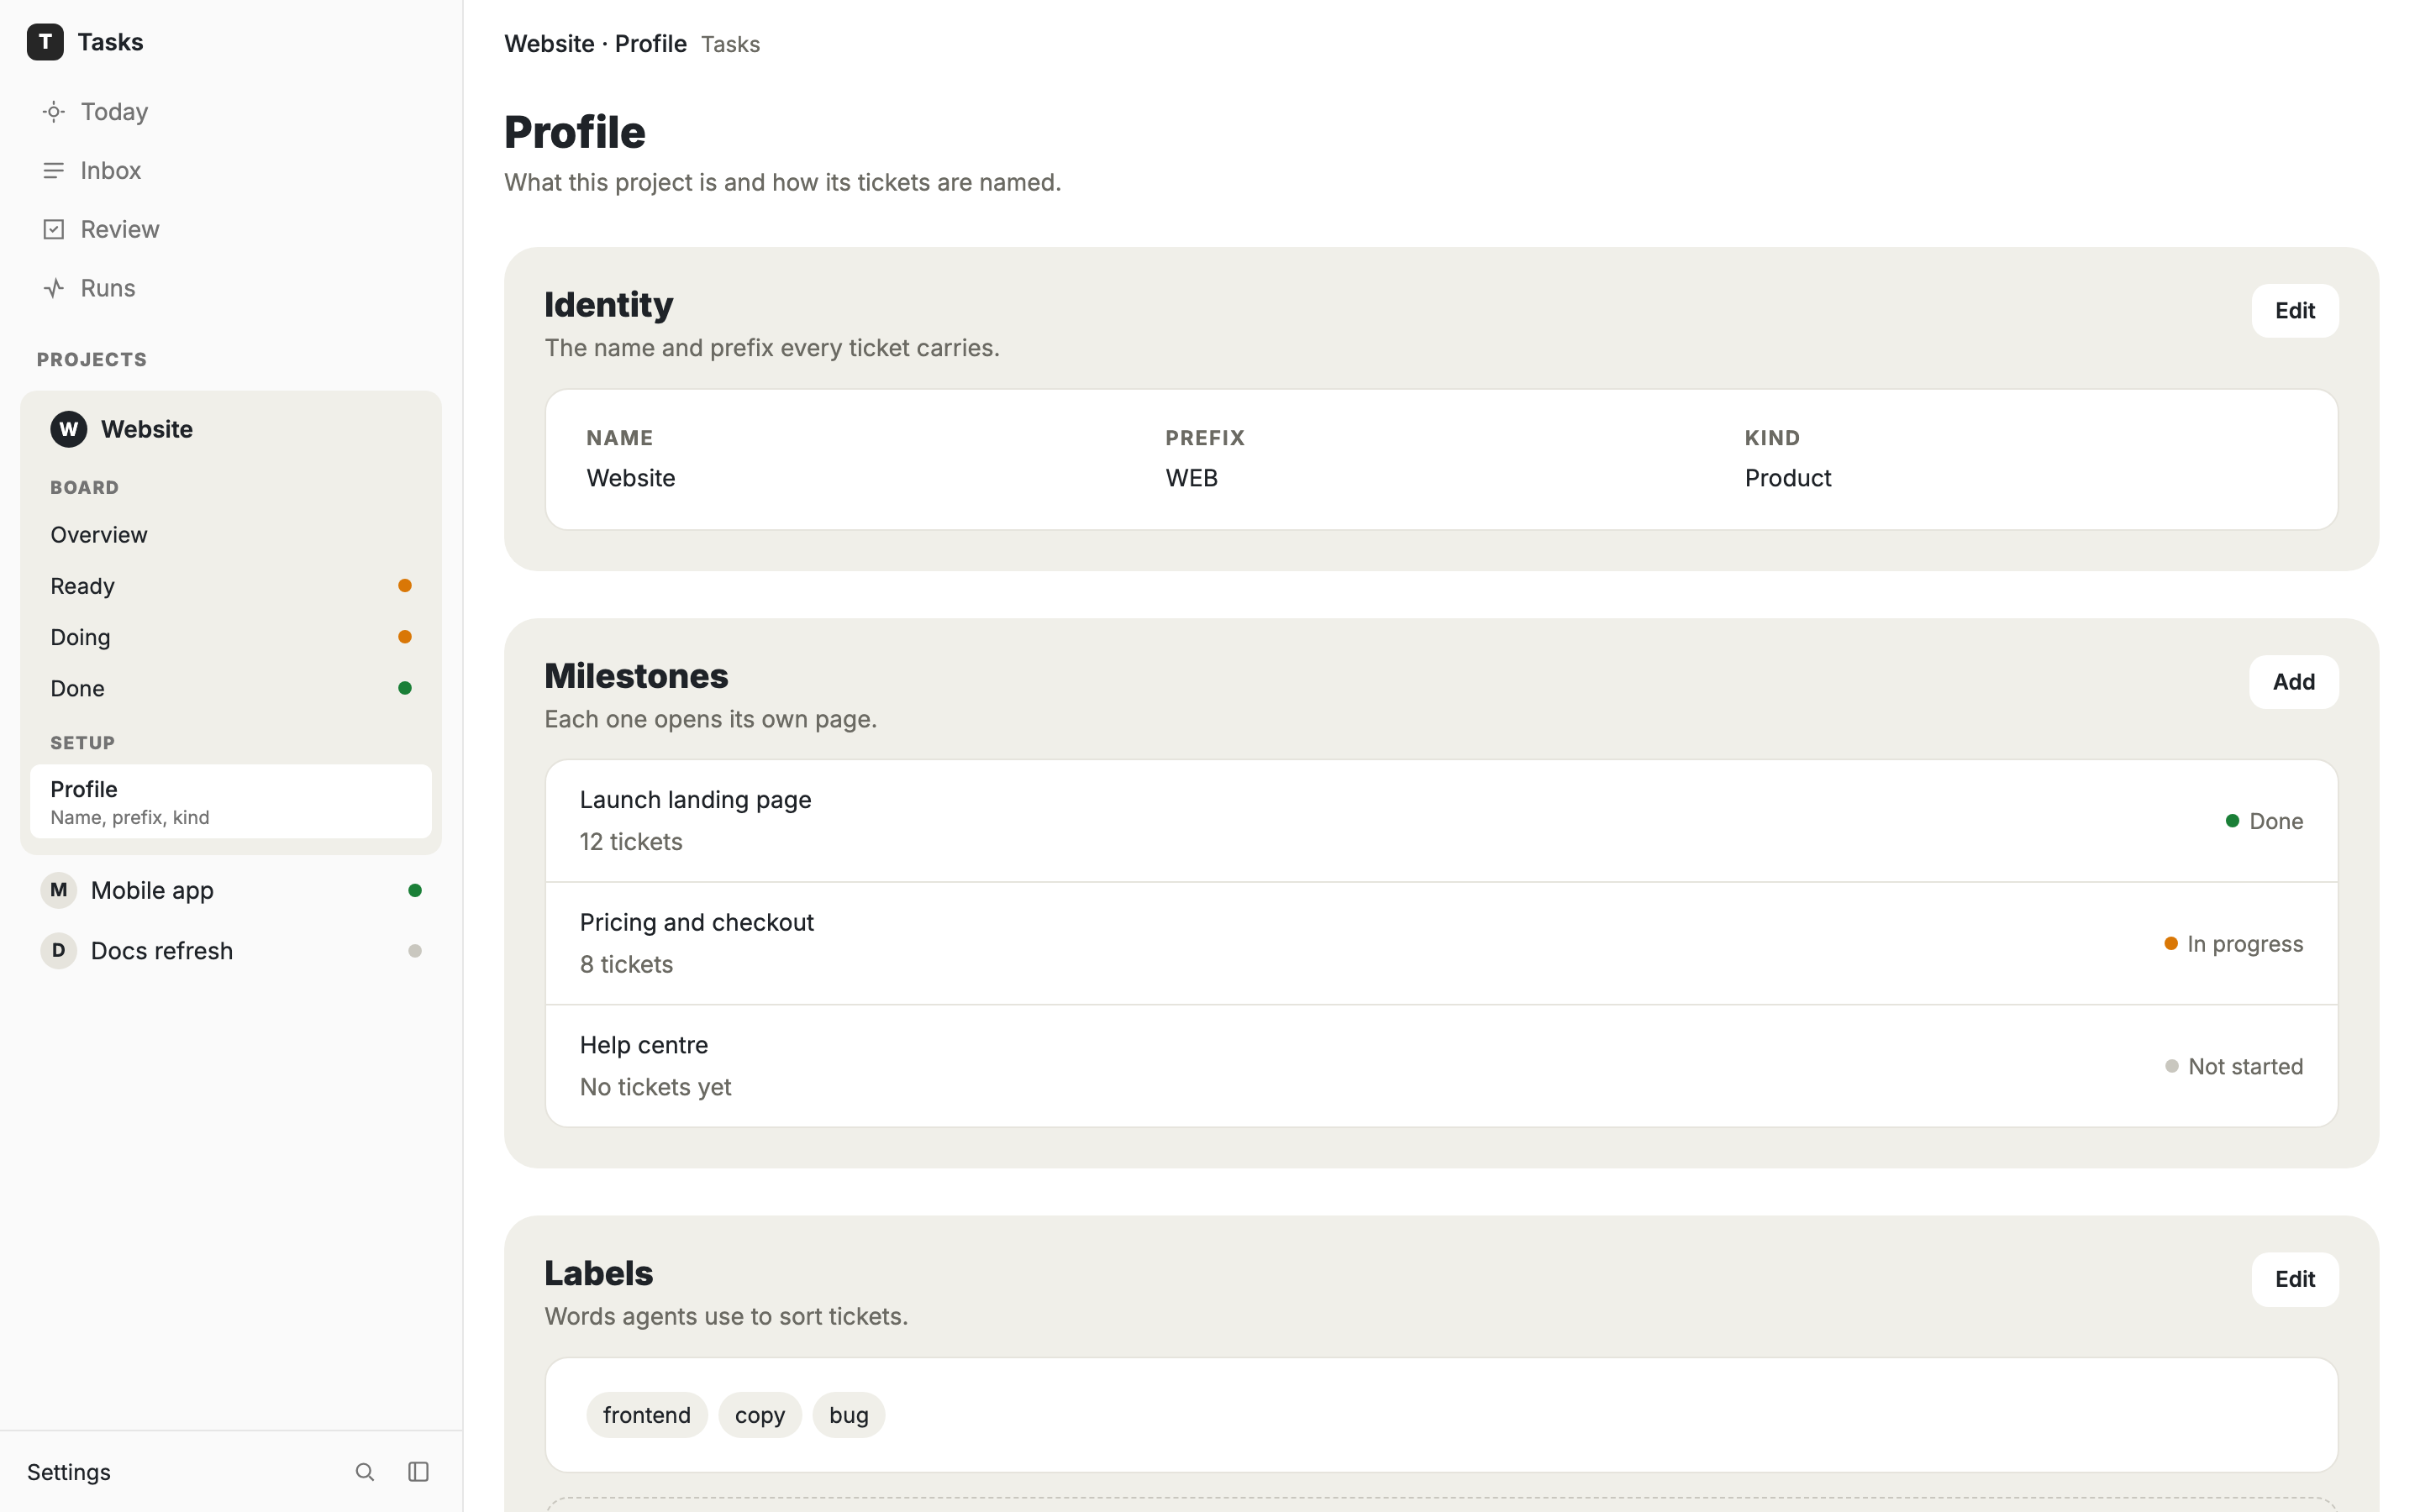 T Tasks
Today
Inbox
Review
Runs
PROJECTS
W Website
BOARD
Overview
Ready
Doing
Done
SETUP
Profile
Name, prefix, kind
M Mobile app
D Docs refresh
Settings
Website · Profile Tasks
Profile
What this project is and how its tickets are named.
Identity
Edit
The name and prefix every ticket carries.
NAME PREFIX KIND
Website WEB Product
Milestones
Add
Each one opens its own page.
Launch landing page
12 tickets
Done
Pricing and checkout
8 tickets
In progress
Help centre
No tickets yet
Not started
Labels
Edit
Words agents use to sort tickets.
frontend copy bug